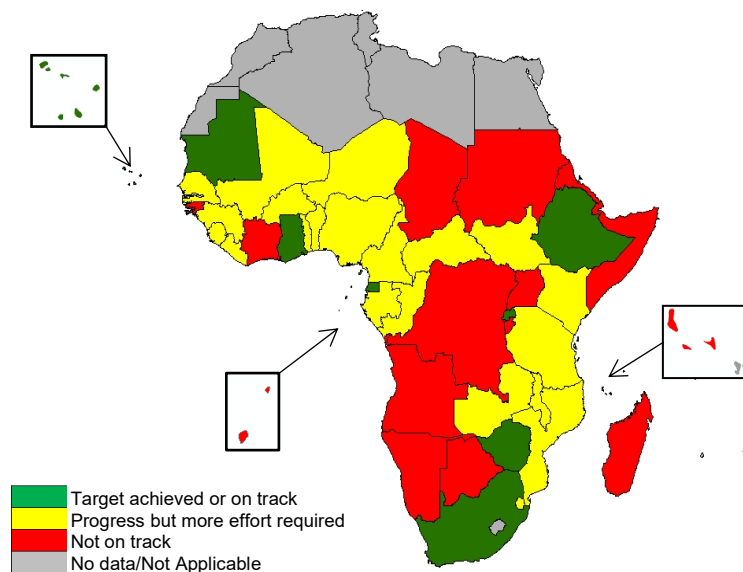 Target achieved or on track
Progress but more effort required
Not on track
No data/Not Applicable